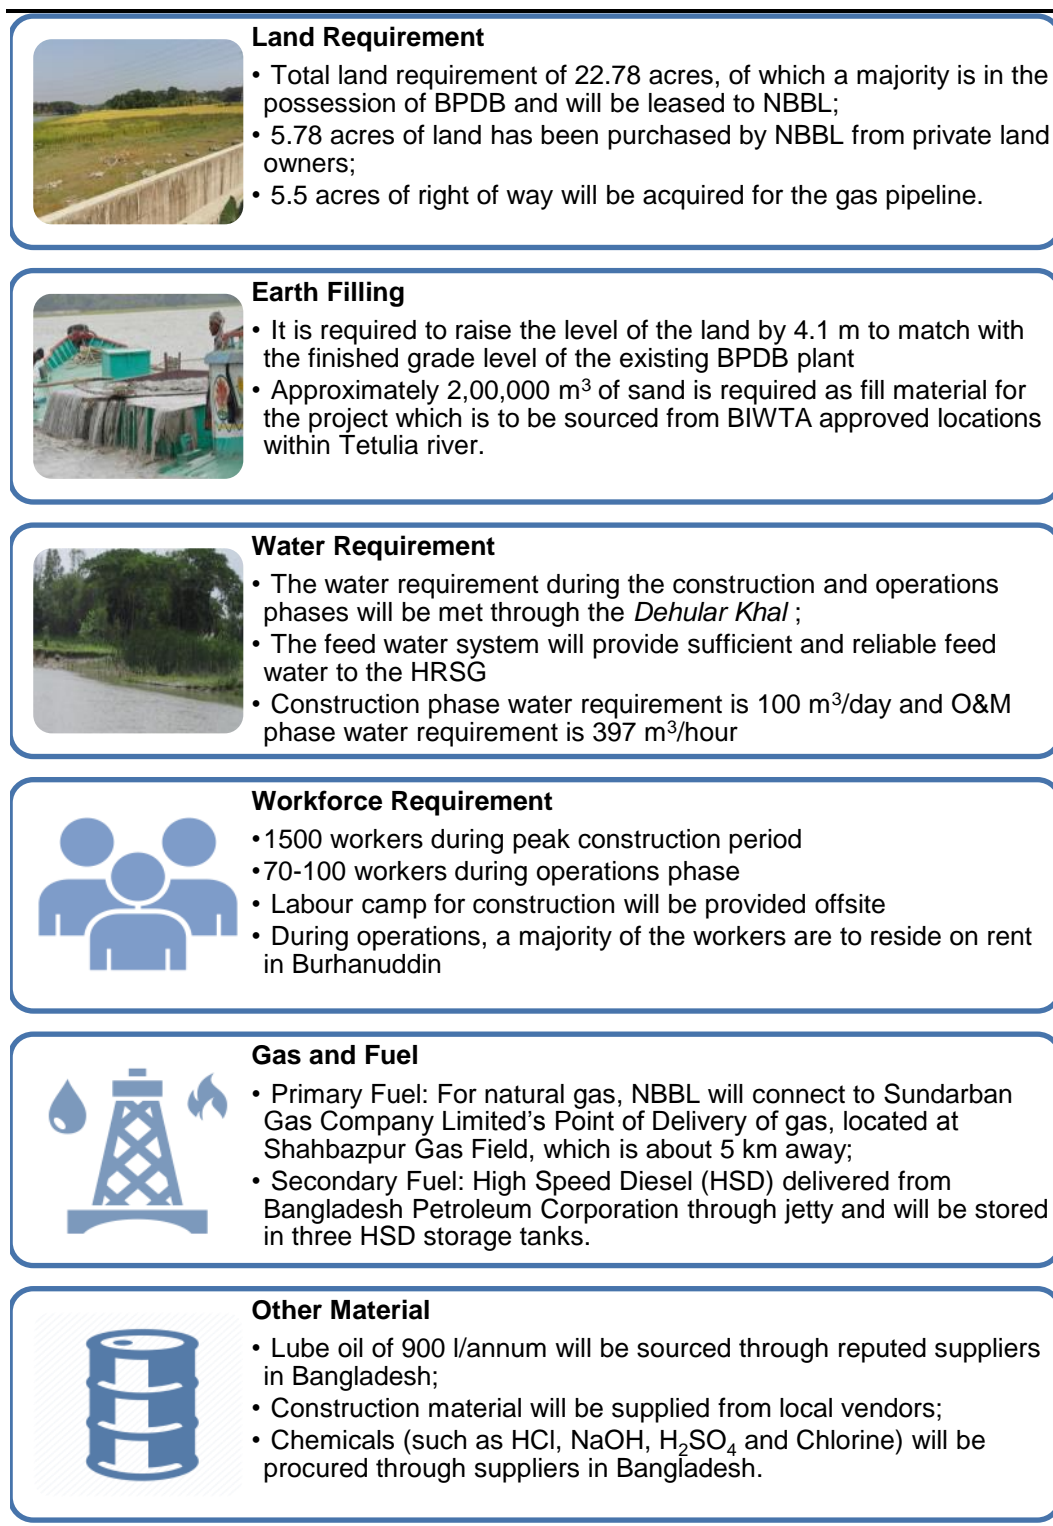 Land Requirement
• Total land requirement of 22.78 acres, of which a majority is in the
possession of BPDB and will be leased to NBBL;
• 5.78 acres of land has been purchased by NBBL from private land
owners;
• 5.5 acres of right of way will be acquired for the gas pipeline.
Earth Filling
• It is required to raise the level of the land by 4.1 m to match with
the finished grade level of the existing BPDB plant
• Approximately 2,00,000 m³ of sand is required as fill material for
the project which is to be sourced from BIWTA approved locations
within Tetulia river.
Water Requirement
• The water requirement during the construction and operations
phases will be met through the Dehular Khal ;
• The feed water system will provide sufficient and reliable feed
water to the HRSG
• Construction phase water requirement is 100 m³/day and O&M
phase water requirement is 397 m³/hour
Workforce Requirement
•1500 workers during peak construction period
•70-100 workers during operations phase
• Labour camp for construction will be provided offsite
• During operations, a majority of the workers are to reside on rent
in Burhanuddin
Gas and Fuel
• Primary Fuel: For natural gas, NBBL will connect to Sundarban
Gas Company Limited’s Point of Delivery of gas, located at
Shahbazpur Gas Field, which is about 5 km away;
• Secondary Fuel: High Speed Diesel (HSD) delivered from
Bangladesh Petroleum Corporation through jetty and will be stored
in three HSD storage tanks.
Other Material
• Lube oil of 900 l/annum will be sourced through reputed suppliers
in Bangladesh;
• Construction material will be supplied from local vendors;
• Chemicals (such as HCl, NaOH, H₂SO₄ and Chlorine) will be
procured through suppliers in Bangladesh.